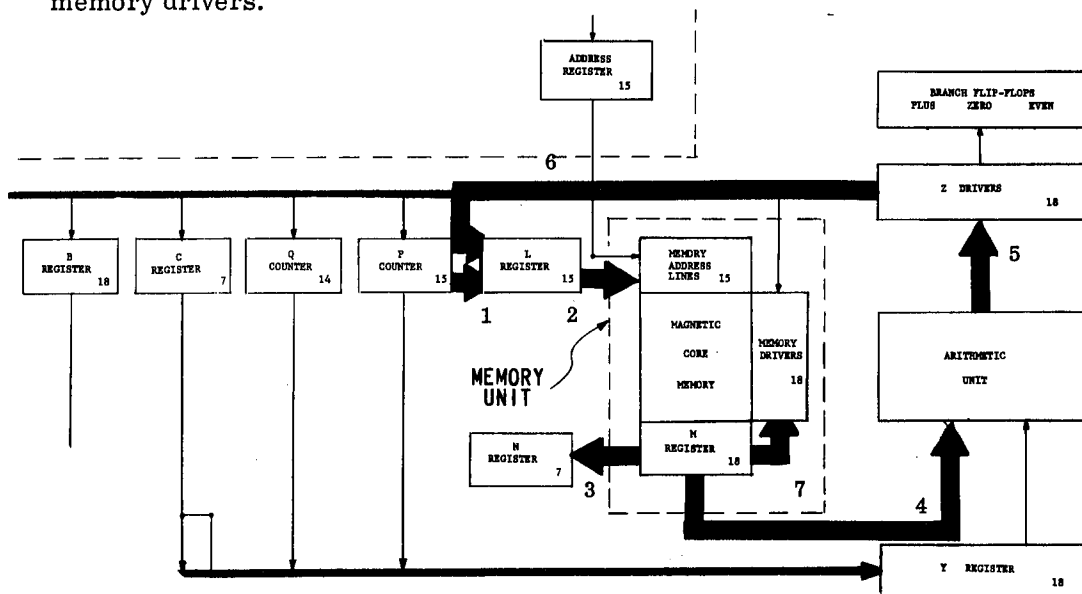 memory drivers.
ADDRESS
REGISTER
15
BRANCH FLIP-FLOPS
PLUS ZERO EVEN
6
Z DRIVERS
18
5
B
REGISTER
18
C
REGISTER
7
Q
COUNTER
14
P
COUNTER
15
L
REGISTER
15
1
2
MEMORY
ADDRESS
LINES
15
MAGNETIC
CORE
MEMORY
MEMORY
DRIVERS
18
ARITHMETIC
UNIT
MEMORY
UNIT
N
REGISTER
7
3
M
REGISTER
18
7
4
Y REGISTER
18